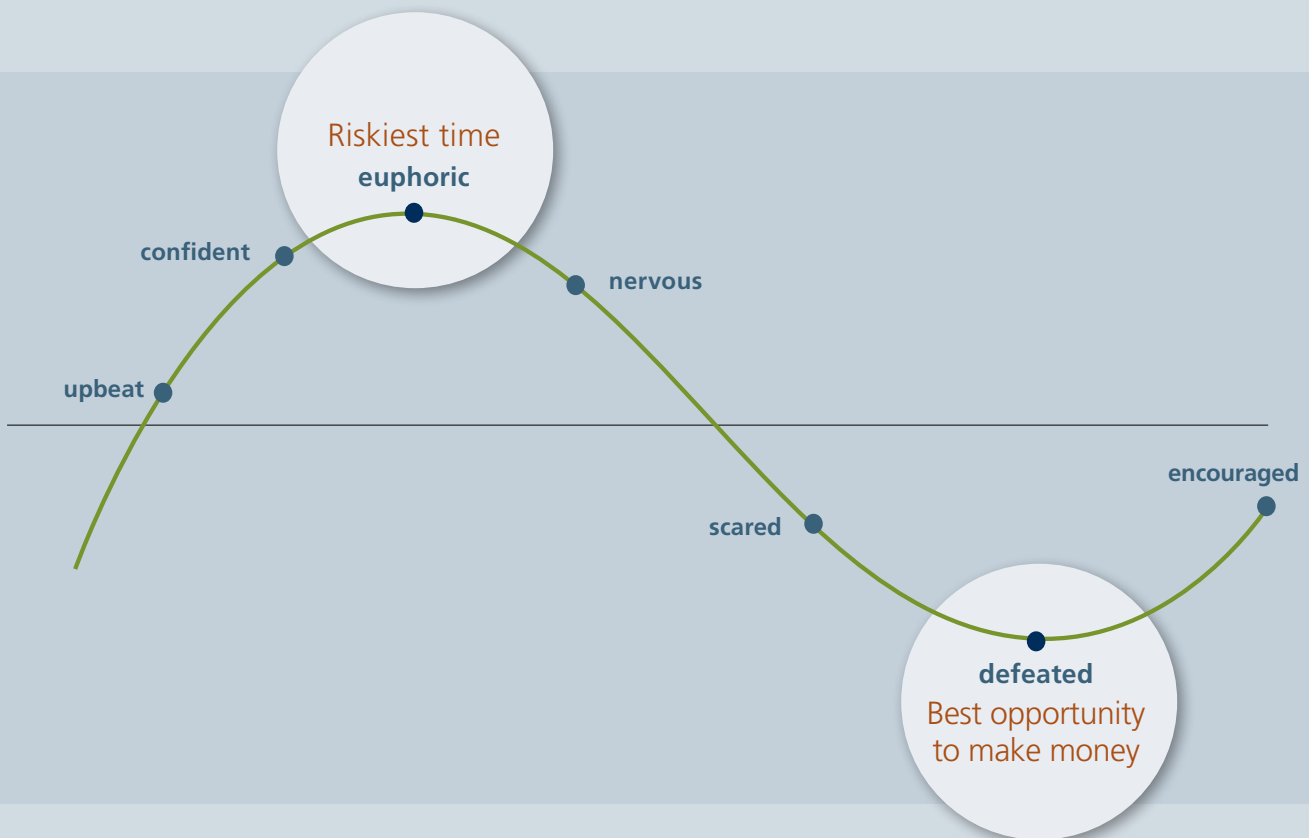 Riskiest time
euphoric
confident
nervous
upbeat
encouraged
scared
defeated
Best opportunity
to make money